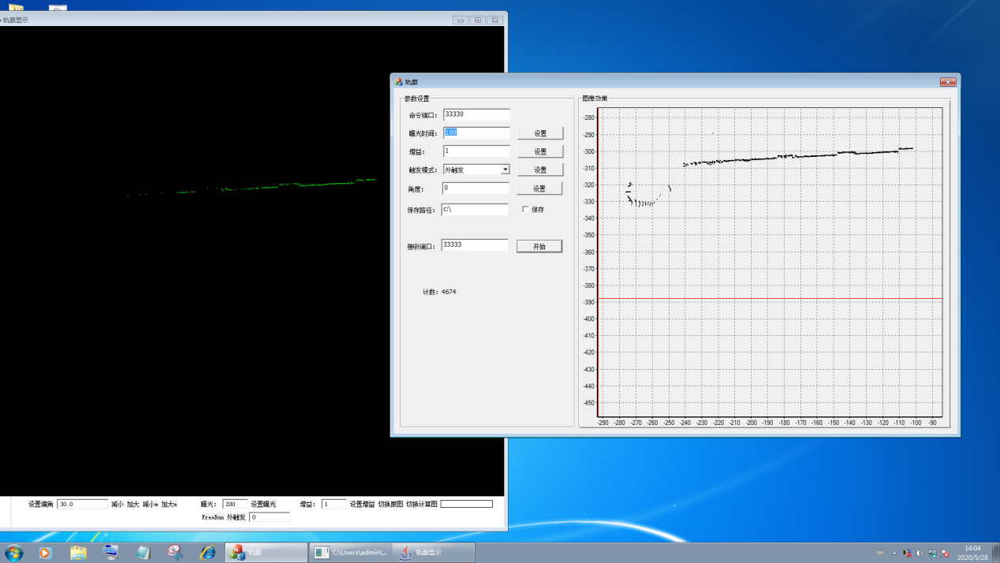 轨廓显示
轨廓
参数设置
命令端口: 33330
曝光时间: 100 设置
增益: 1 设置
触发模式: 外触发 设置
角度: 0 设置
保存路径: c:\ 保存
接收端口: 33333 开始
计数: 4674
图像效果
-280
-290
-300
-310
-320
-330
-340
-350
-360
-370
-380
-390
-400
-410
-420
-430
-440
-450
-290 -280 -270 -260 -250 -240 -230 -220 -210 -200 -190 -180 -170 -160 -150 -140 -130 -120 -110 -100 -90
设置偏角 30.0 减小 加大 减小m 加大m 曝光: 200 设置曝光 增益: 1 设置增益 切换原图 切换计算图
FreeRun 外触发 0
轨廓
C:\Users\admin\...
轨廓显示
14:04
2020/5/28